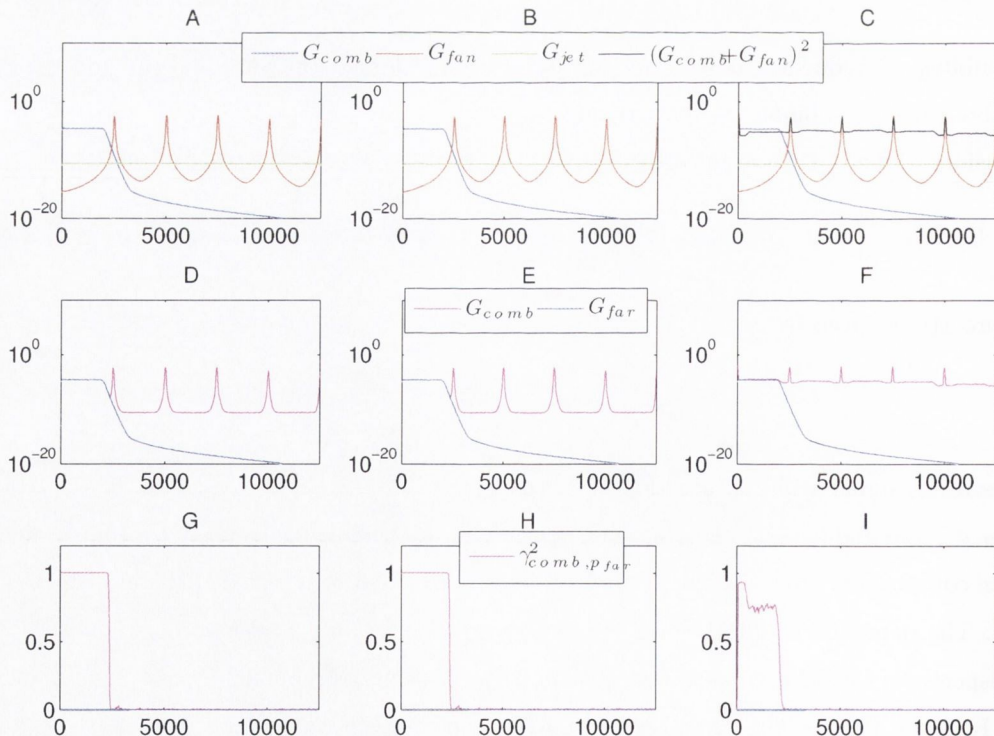 A B C
G_comb G_fan G_jet (G_comb+G_fan)^2
10^0 10^0 10^0
10^-20 10^-20 10^-20
0 5000 10000 0 5000 10000 0 5000 10000
D E F
G_comb G_far
10^0 10^0 10^0
10^-20 10^-20 10^-20
0 5000 10000 0 5000 10000 0 5000 10000
G H I
γ^2_comb,p_far
1 1 1
0.5 0.5 0.5
0 0 0
0 5000 10000 0 5000 10000 0 5000 10000